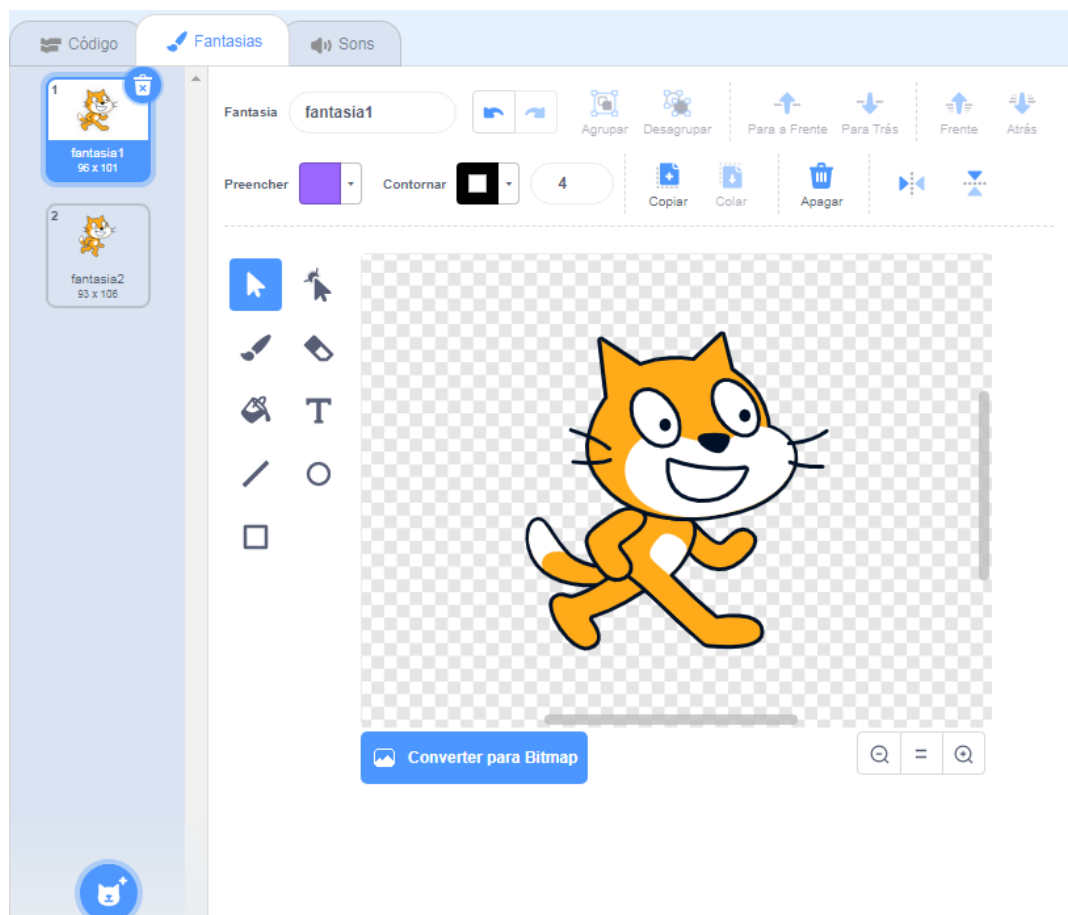 Código
Fantasias
Sons
1
fantasia1
96 x 101
2
fantasia2
93 x 106
Fantasia
fantasia1
Agrupar
Desagrupar
Para a Frente
Para Trás
Frente
Atrás
Preencher
Contornar
4
Copiar
Colar
Apagar
T
Converter para Bitmap